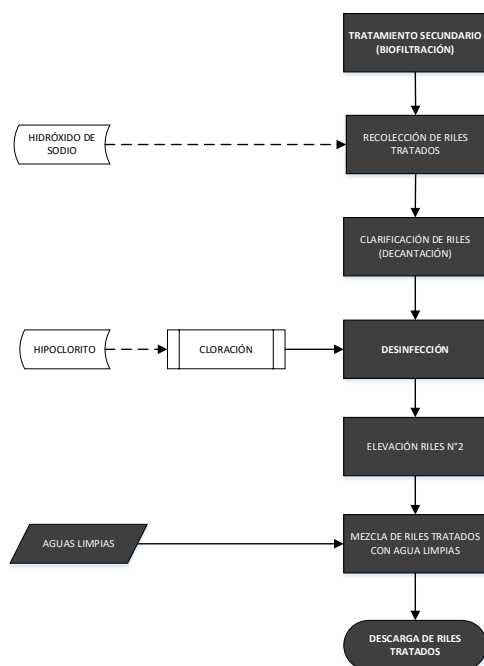 TRATAMIENTO SECUNDARIO
(BIOFILTRACIÓN)
HIDRÓXIDO DE
SODIO
RECOLECCIÓN DE RILES
TRATADOS
CLARIFICACIÓN DE RILES
(DECANTACIÓN)
HIPOCLORITO
CLORACIÓN
DESINFECCIÓN
ELEVACIÓN RILES N°2
AGUAS LIMPIAS
MEZCLA DE RILES TRATADOS
CON AGUA LIMPIAS
DESCARGA DE RILES
TRATADOS